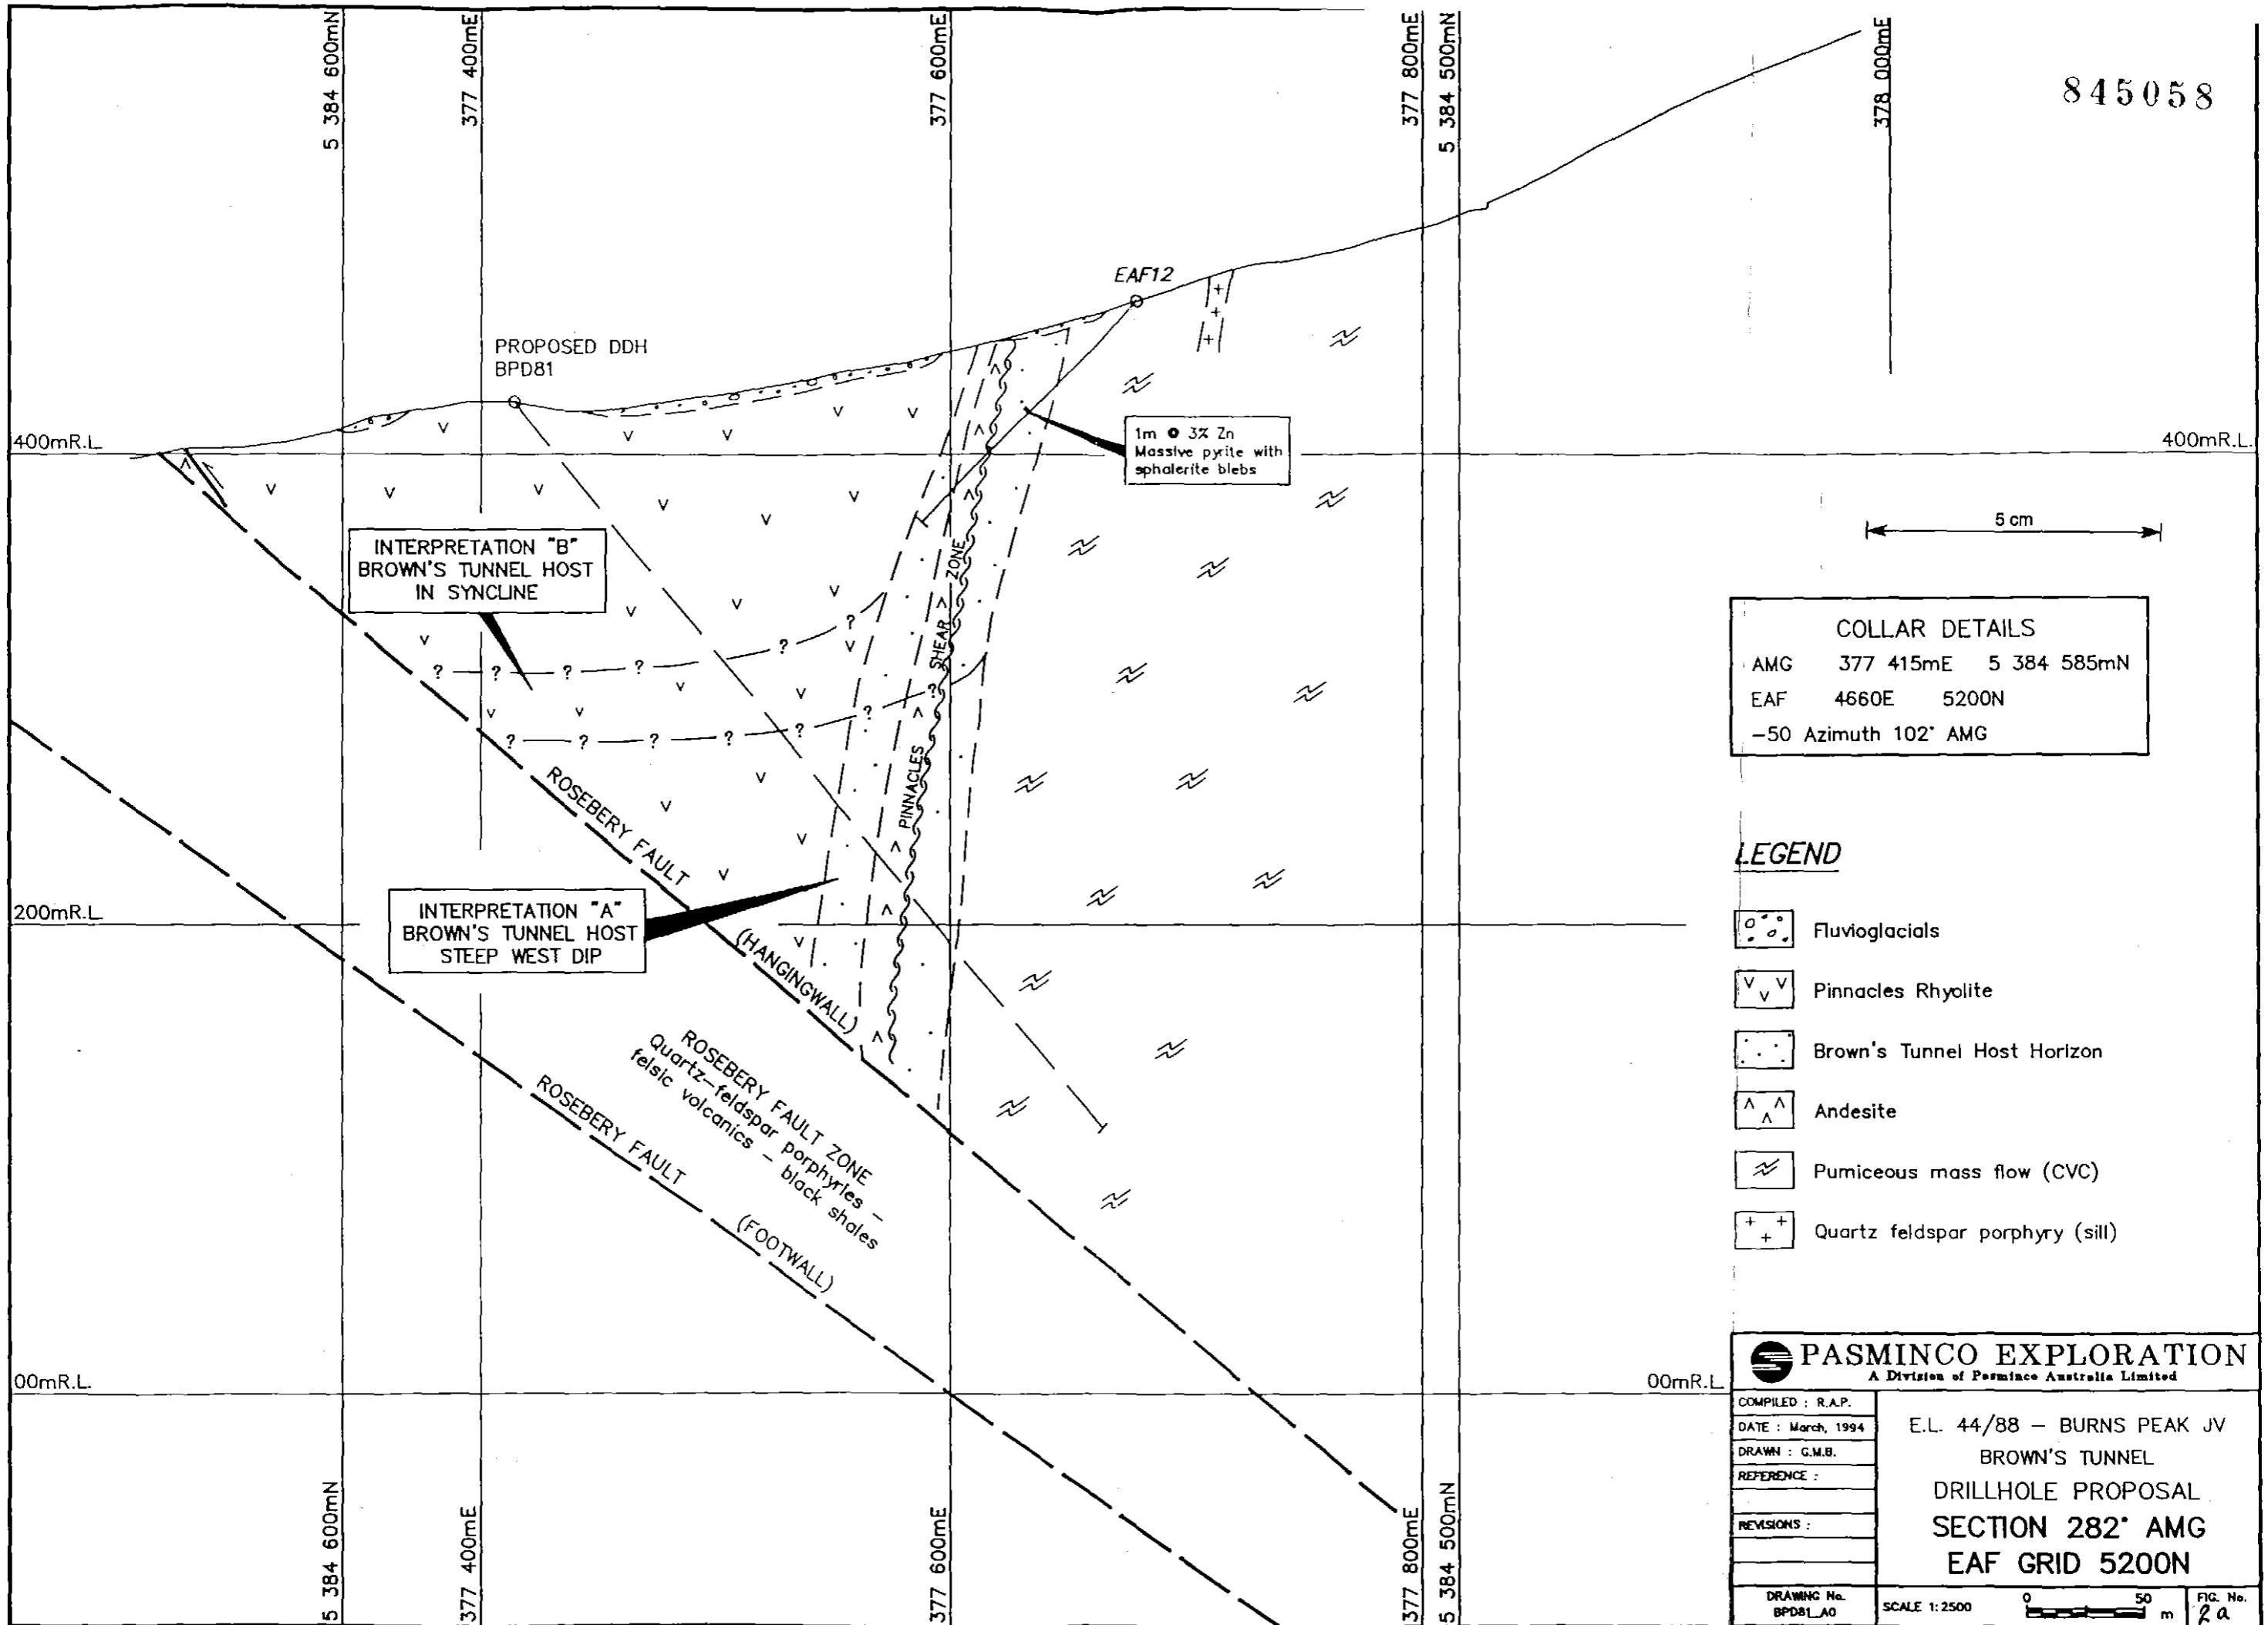 5 384 600mN
377 400mE
377 600mE
377 800mE
5 384 500mN
378 000mE
845058
EAF12
PROPOSED DDH
BPD81
400mR.L.
400mR.L.
1m @ 3% Zn
Massive pyrite with
sphalerite blebs
5 cm
INTERPRETATION "B"
BROWN'S TUNNEL HOST
IN SYNCLINE
? ? ? ? ? ?
? ? ? ? ? ? ?
PINNACLES SHEAR ZONE
COLLAR DETAILS
AMG 377 415mE 5 384 585mN
EAF 4660E 5200N
-50 Azimuth 102° AMG
ROSEBERY FAULT (HANGINGWALL)
INTERPRETATION "A"
BROWN'S TUNNEL HOST
STEEP WEST DIP
200mR.L.
ROSEBERY FAULT ZONE
Quartz-feldspar porphyries -
felsic volcanics - black shales
ROSEBERY FAULT (FOOTWALL)
LEGEND
Fluvioglacials
Pinnacles Rhyolite
Brown's Tunnel Host Horizon
Andesite
Pumiceous mass flow (CVC)
Quartz feldspar porphyry (sill)
00mR.L.
00mR.L.
5 384 600mN
377 400mE
377 600mE
377 800mE
5 384 500mN
PASMINCO EXPLORATION
A Division of Pasminco Australia Limited
COMPILED : R.A.P.
DATE : March, 1994
DRAWN : G.M.B.
REFERENCE :
REVISIONS :
E.L. 44/88 - BURNS PEAK JV
BROWN'S TUNNEL
DRILLHOLE PROPOSAL
SECTION 282° AMG
EAF GRID 5200N
DRAWING No.
BPD81_A0
SCALE 1:2500
0 50 m
FIG. No.
2a